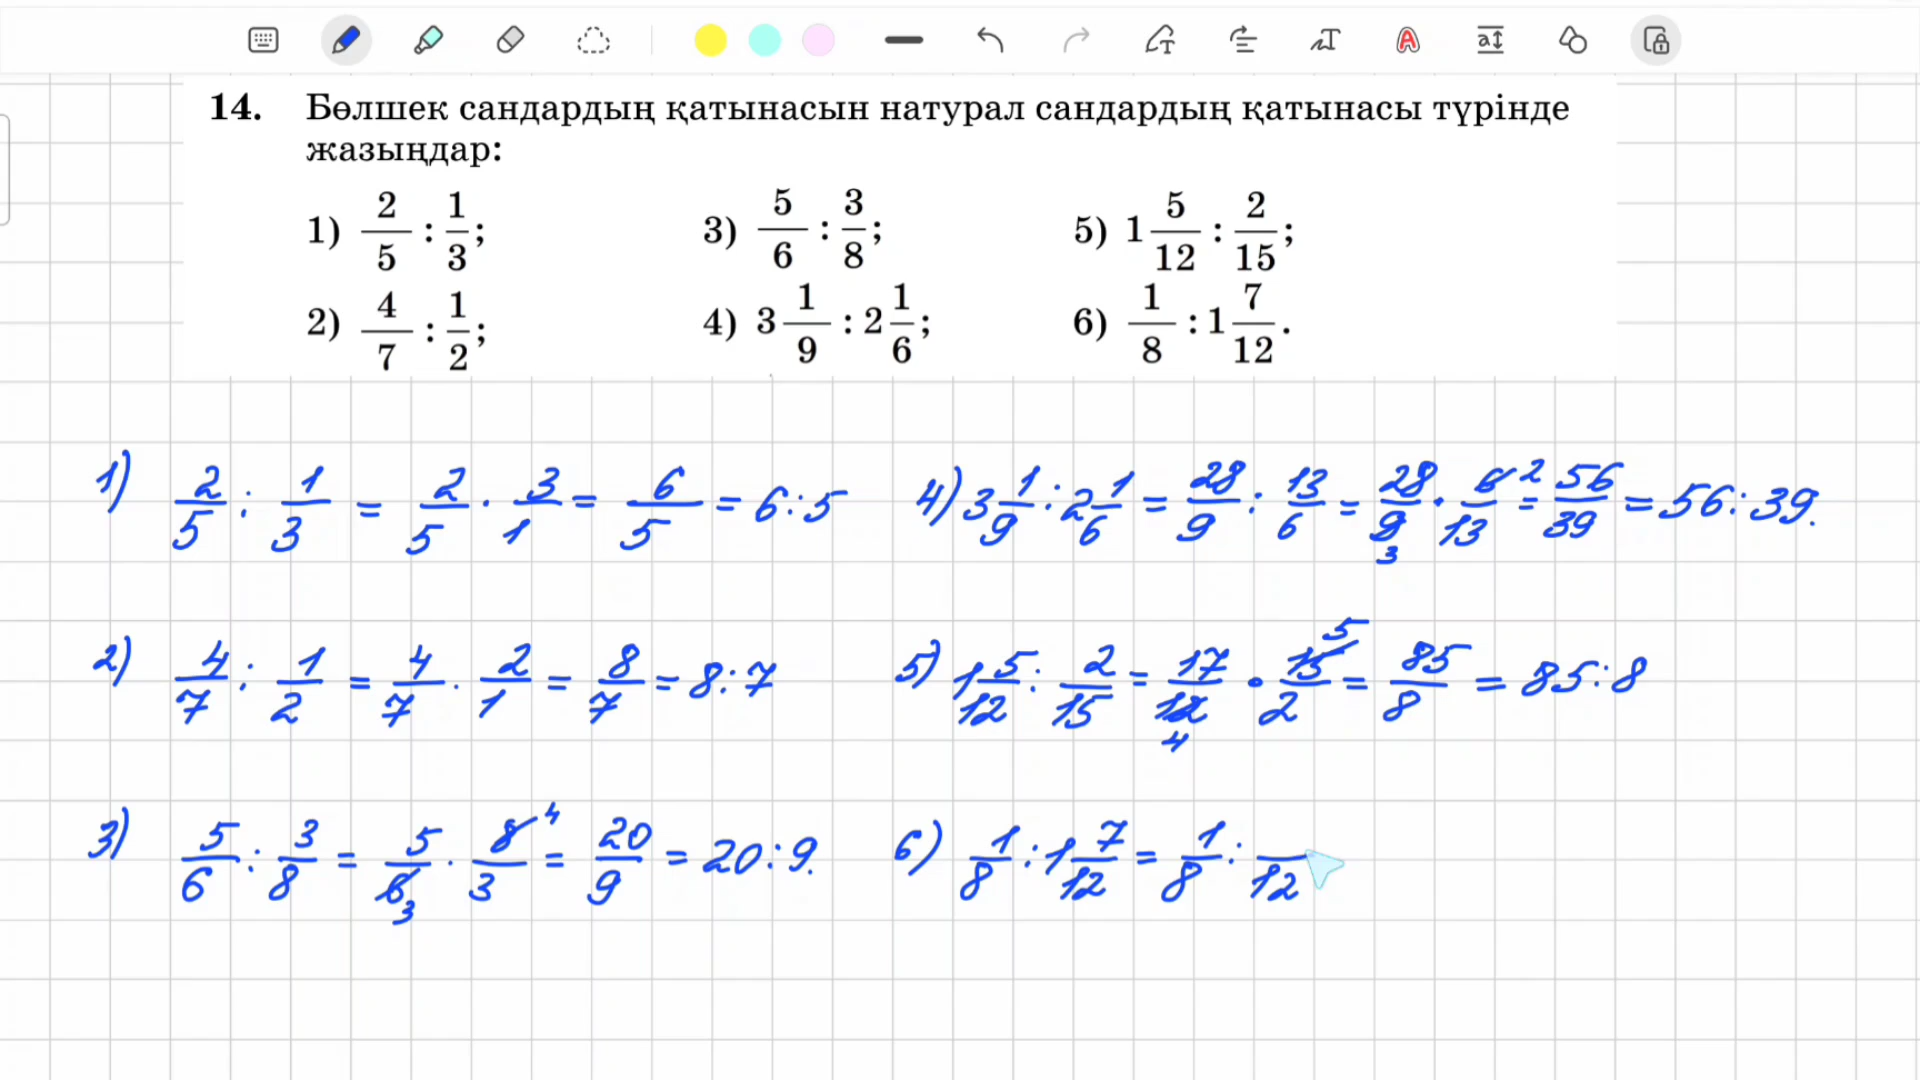 14. Бөлшек сандардың қатынасын натурал сандардың қатынасы түрінде
жазыңдар:
1) 2/5 : 1/3; 3) 5/6 : 3/8; 5) 1 5/12 : 2/15;
2) 4/7 : 1/2; 4) 3 1/9 : 2 1/6; 6) 1/8 : 1 7/12.
1) 2/5 : 1/3 = 2/5 · 3/1 = 6/5 = 6:5
4) 3 1/9 : 2 1/6 = 28/9 : 13/6 = 28/9 3 · 6 2/13 = 56/39 = 56:39.
2) 4/7 : 1/2 = 4/7 · 2/1 = 8/7 = 8:7
5) 1 5/12 : 2/15 = 17/12 4 · 15 5/2 = 85/8 = 85:8
3) 5/6 : 3/8 = 5/6 3 · 8 4/3 = 20/9 = 20:9.
6) 1/8 : 1 7/12 = 1/8 : /12